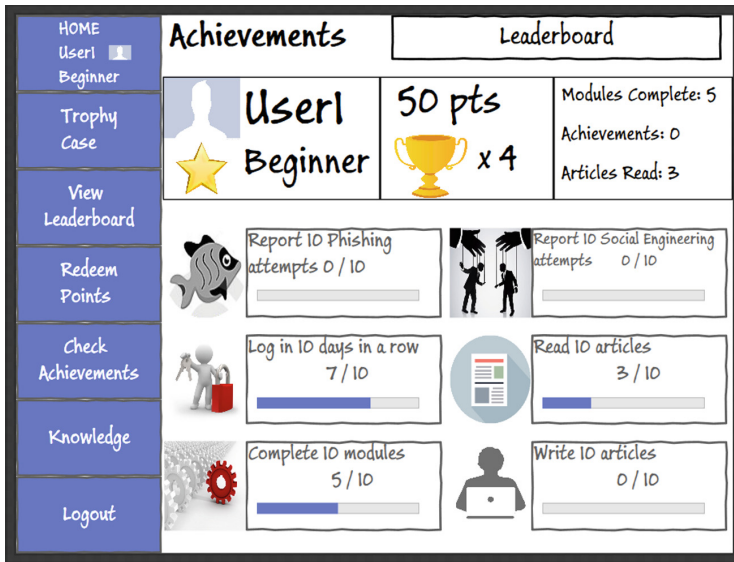 HOME
User1
Beginner
Trophy
Case
View
Leaderboard
Redeem
Points
Check
Achievements
Knowledge
Logout
Achievements
Leaderboard
User1
Beginner
50 pts
x 4
Modules Complete: 5
Achievements: 0
Articles Read: 3
Report 10 Phishing
attempts 0 / 10
Report 10 Social Engineering
attempts 0 / 10
Log in 10 days in a row
7 / 10
Read 10 articles
3 / 10
Complete 10 modules
5 / 10
Write 10 articles
0 / 10